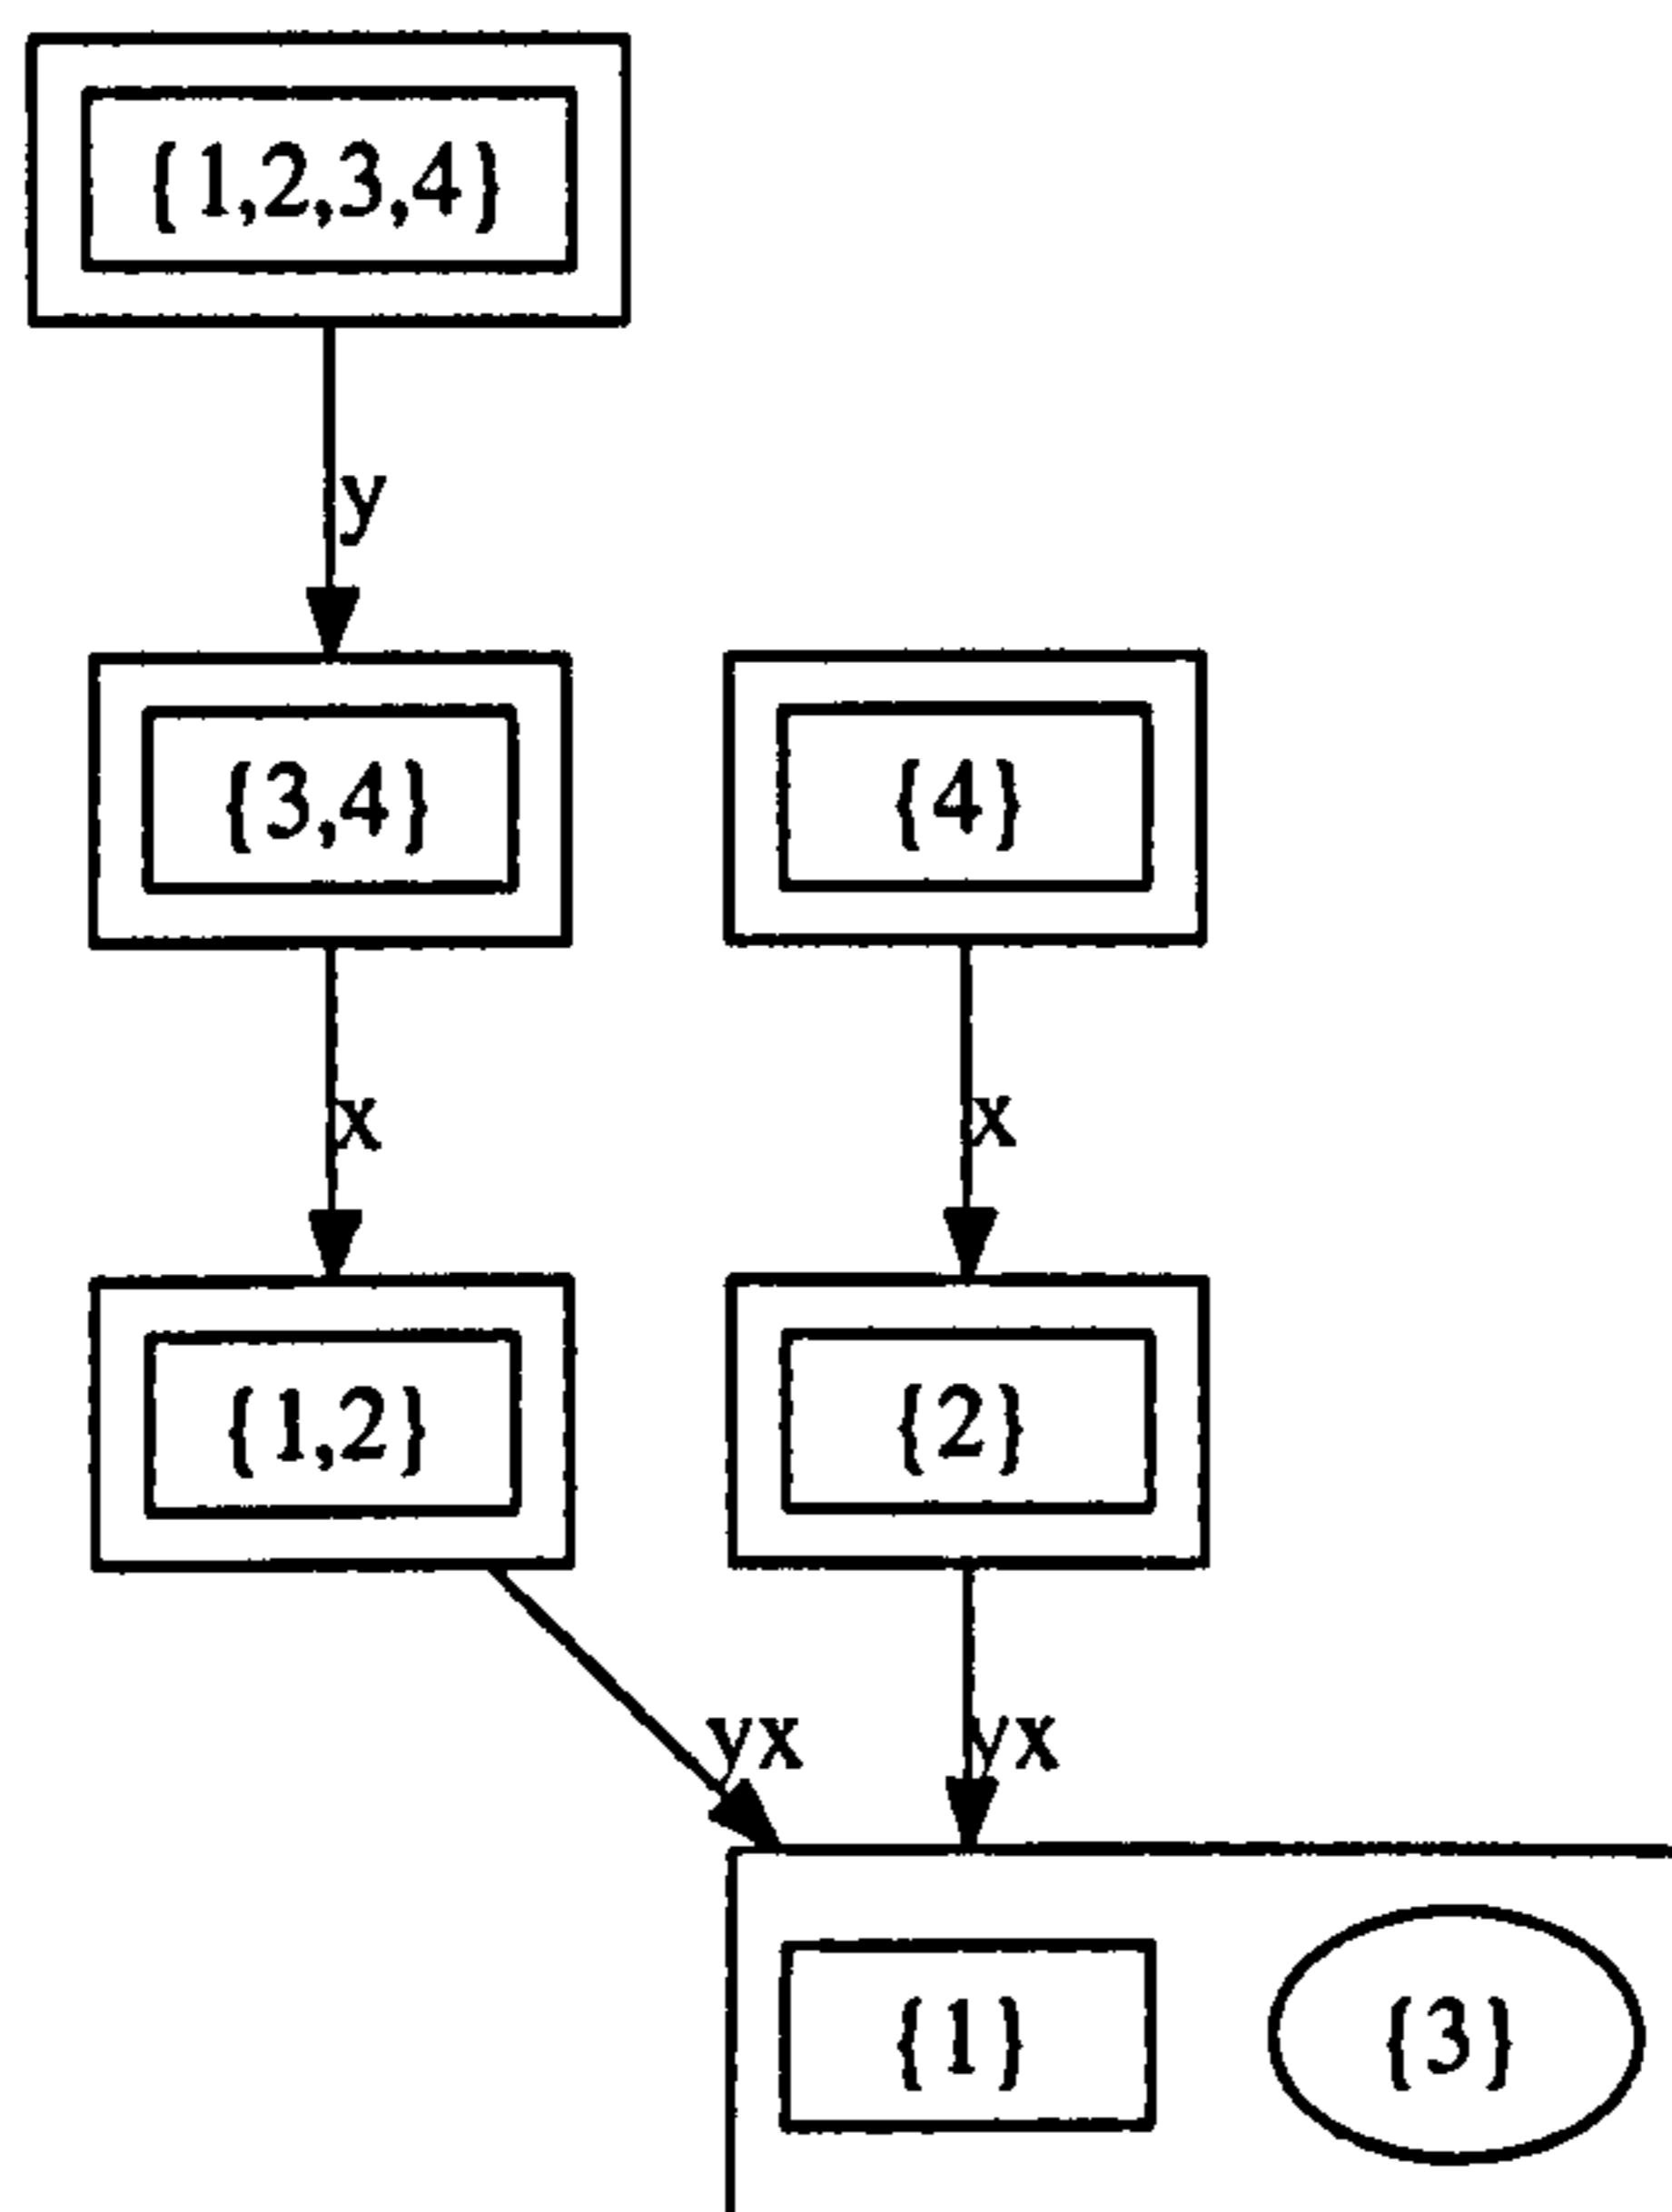 {1,2,3,4}
y
{3,4} {4}
x x
{1,2} {2}
yx yx
{1} {3}